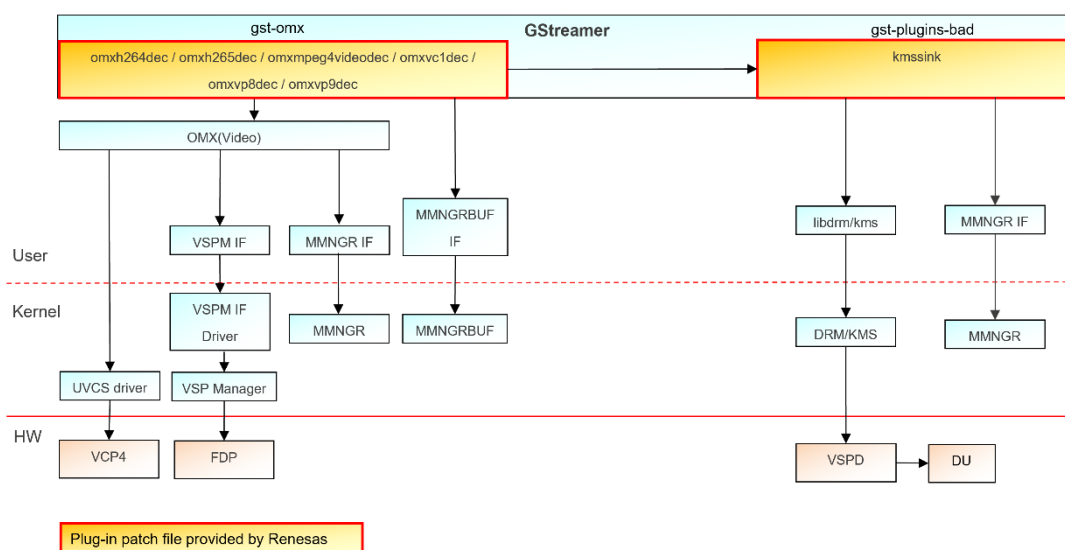 gst-omx
GStreamer
gst-plugins-bad
omxh264dec / omxh265dec / omxmpeg4videodec / omxvc1dec /
omxvp8dec / omxvp9dec
kmssink
OMX(Video)
MMNGRBUF
IF
VSPM IF
MMNGR IF
libdrm/kms
MMNGR IF
User
Kernel
VSPM IF
Driver
MMNGR
MMNGRBUF
DRM/KMS
MMNGR
UVCS driver
VSP Manager
HW
VCP4
FDP
VSPD
DU
Plug-in patch file provided by Renesas